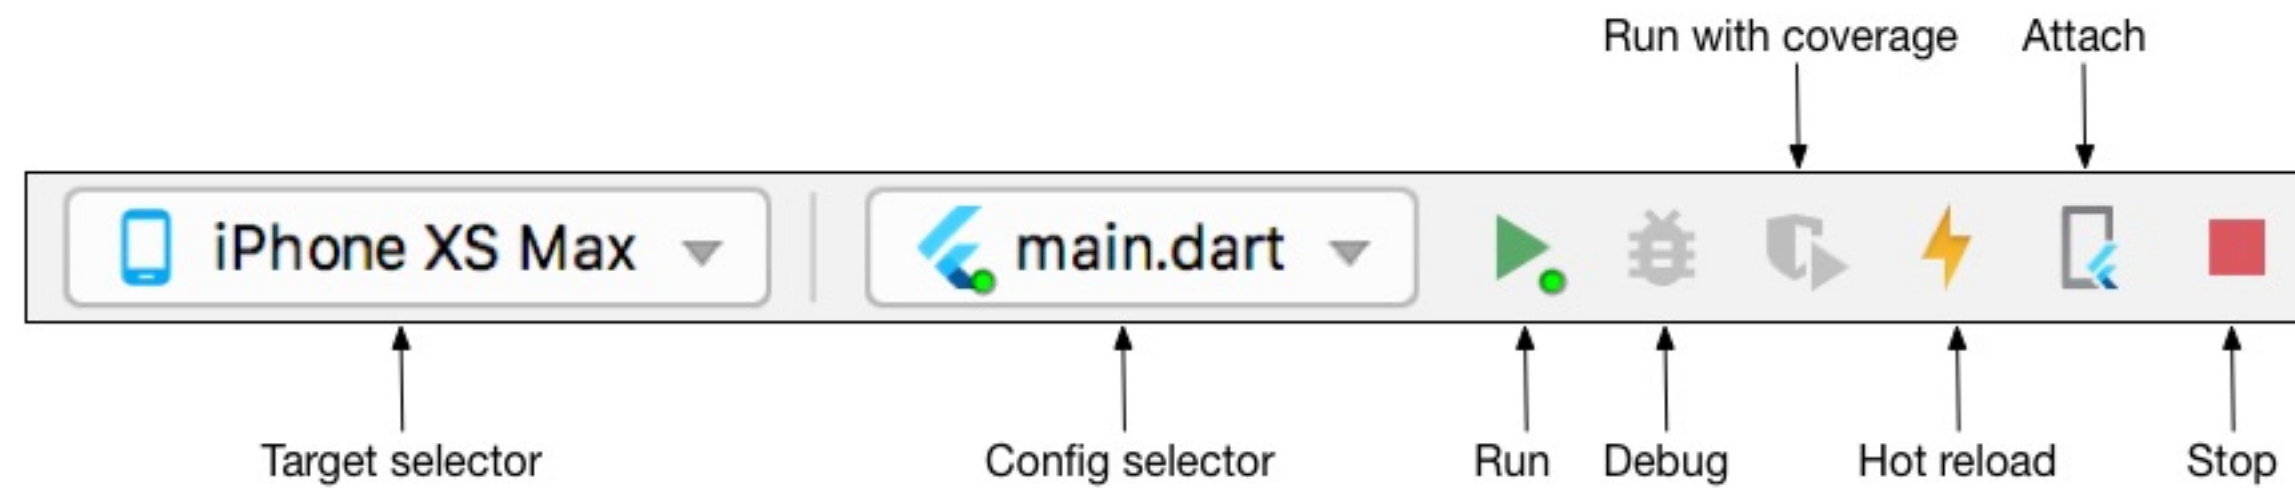 Run with coverage
Attach
iPhone XS Max
main.dart
Target selector
Config selector
Run
Debug
Hot reload
Stop